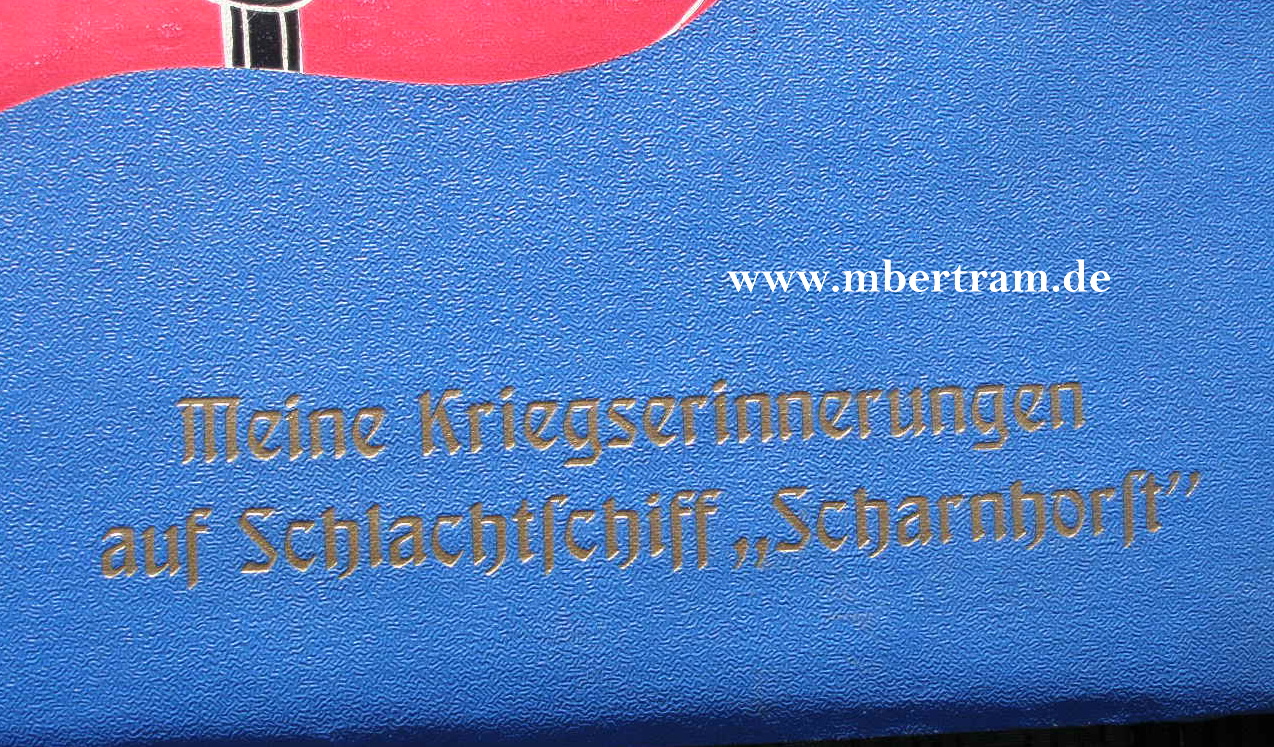 www.mbertram.de
Meine Kriegserinnerungen
auf Schlachtſchiff „Scharnhorſt”